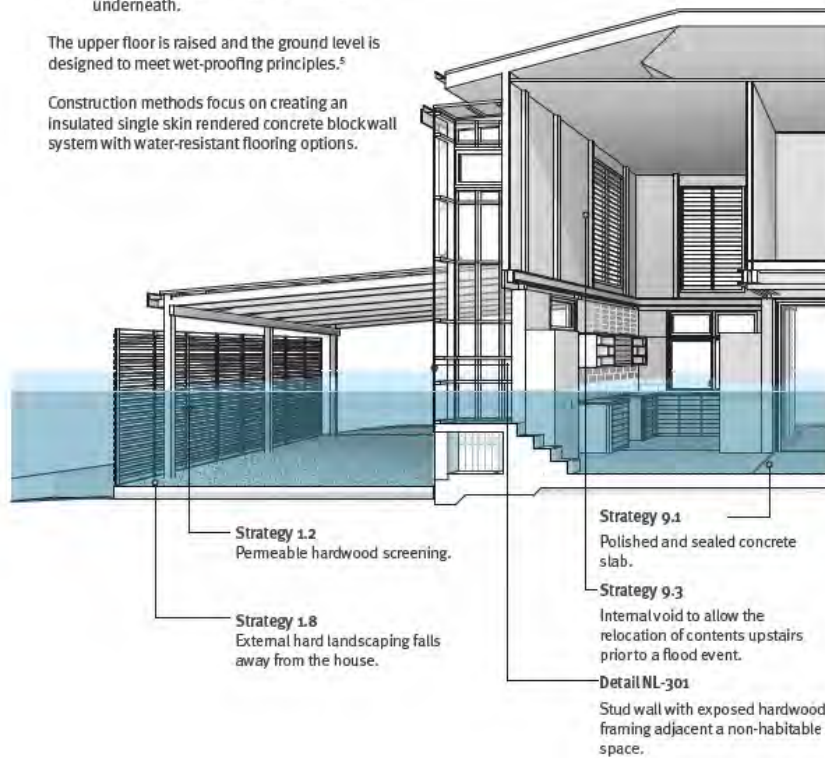 underneath.
The upper floor is raised and the ground level is
designed to meet wet-proofing principles.⁵
Construction methods focus on creating an
insulated single skin rendered concrete block wall
system with water-resistant flooring options.
Strategy 1.2
Permeable hardwood screening.
Strategy 1.8
External hard landscaping falls
away from the house.
Strategy 9.1
Polished and sealed concrete
slab.
Strategy 9.3
Internal void to allow the
relocation of contents upstairs
prior to a flood event.
Detail NL-301
Stud wall with exposed hardwood
framing adjacent a non-habitable
space.